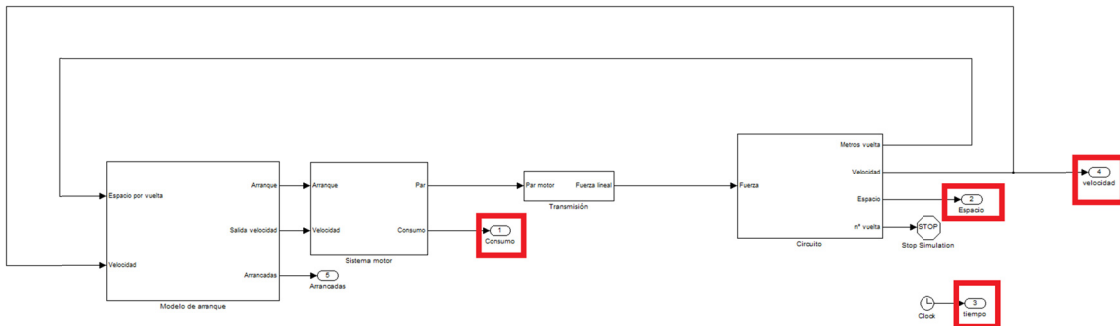 Metros vuelta
Espacio por vuelta
Arranque
Arranque
Par
Par motor
Fuerza lineal
Fuerza
Velocidad
4
velocidad
Transmisión
Espacio
2
Espacio
Salida velocidad
Velocidad
Consumo
1
Consumo
nº vuelta
STOP
Circuito
Stop Simulation
Sistema motor
Velocidad
Arrancadas
5
Arrancadas
Modelo de arranque
Clock
3
tiempo